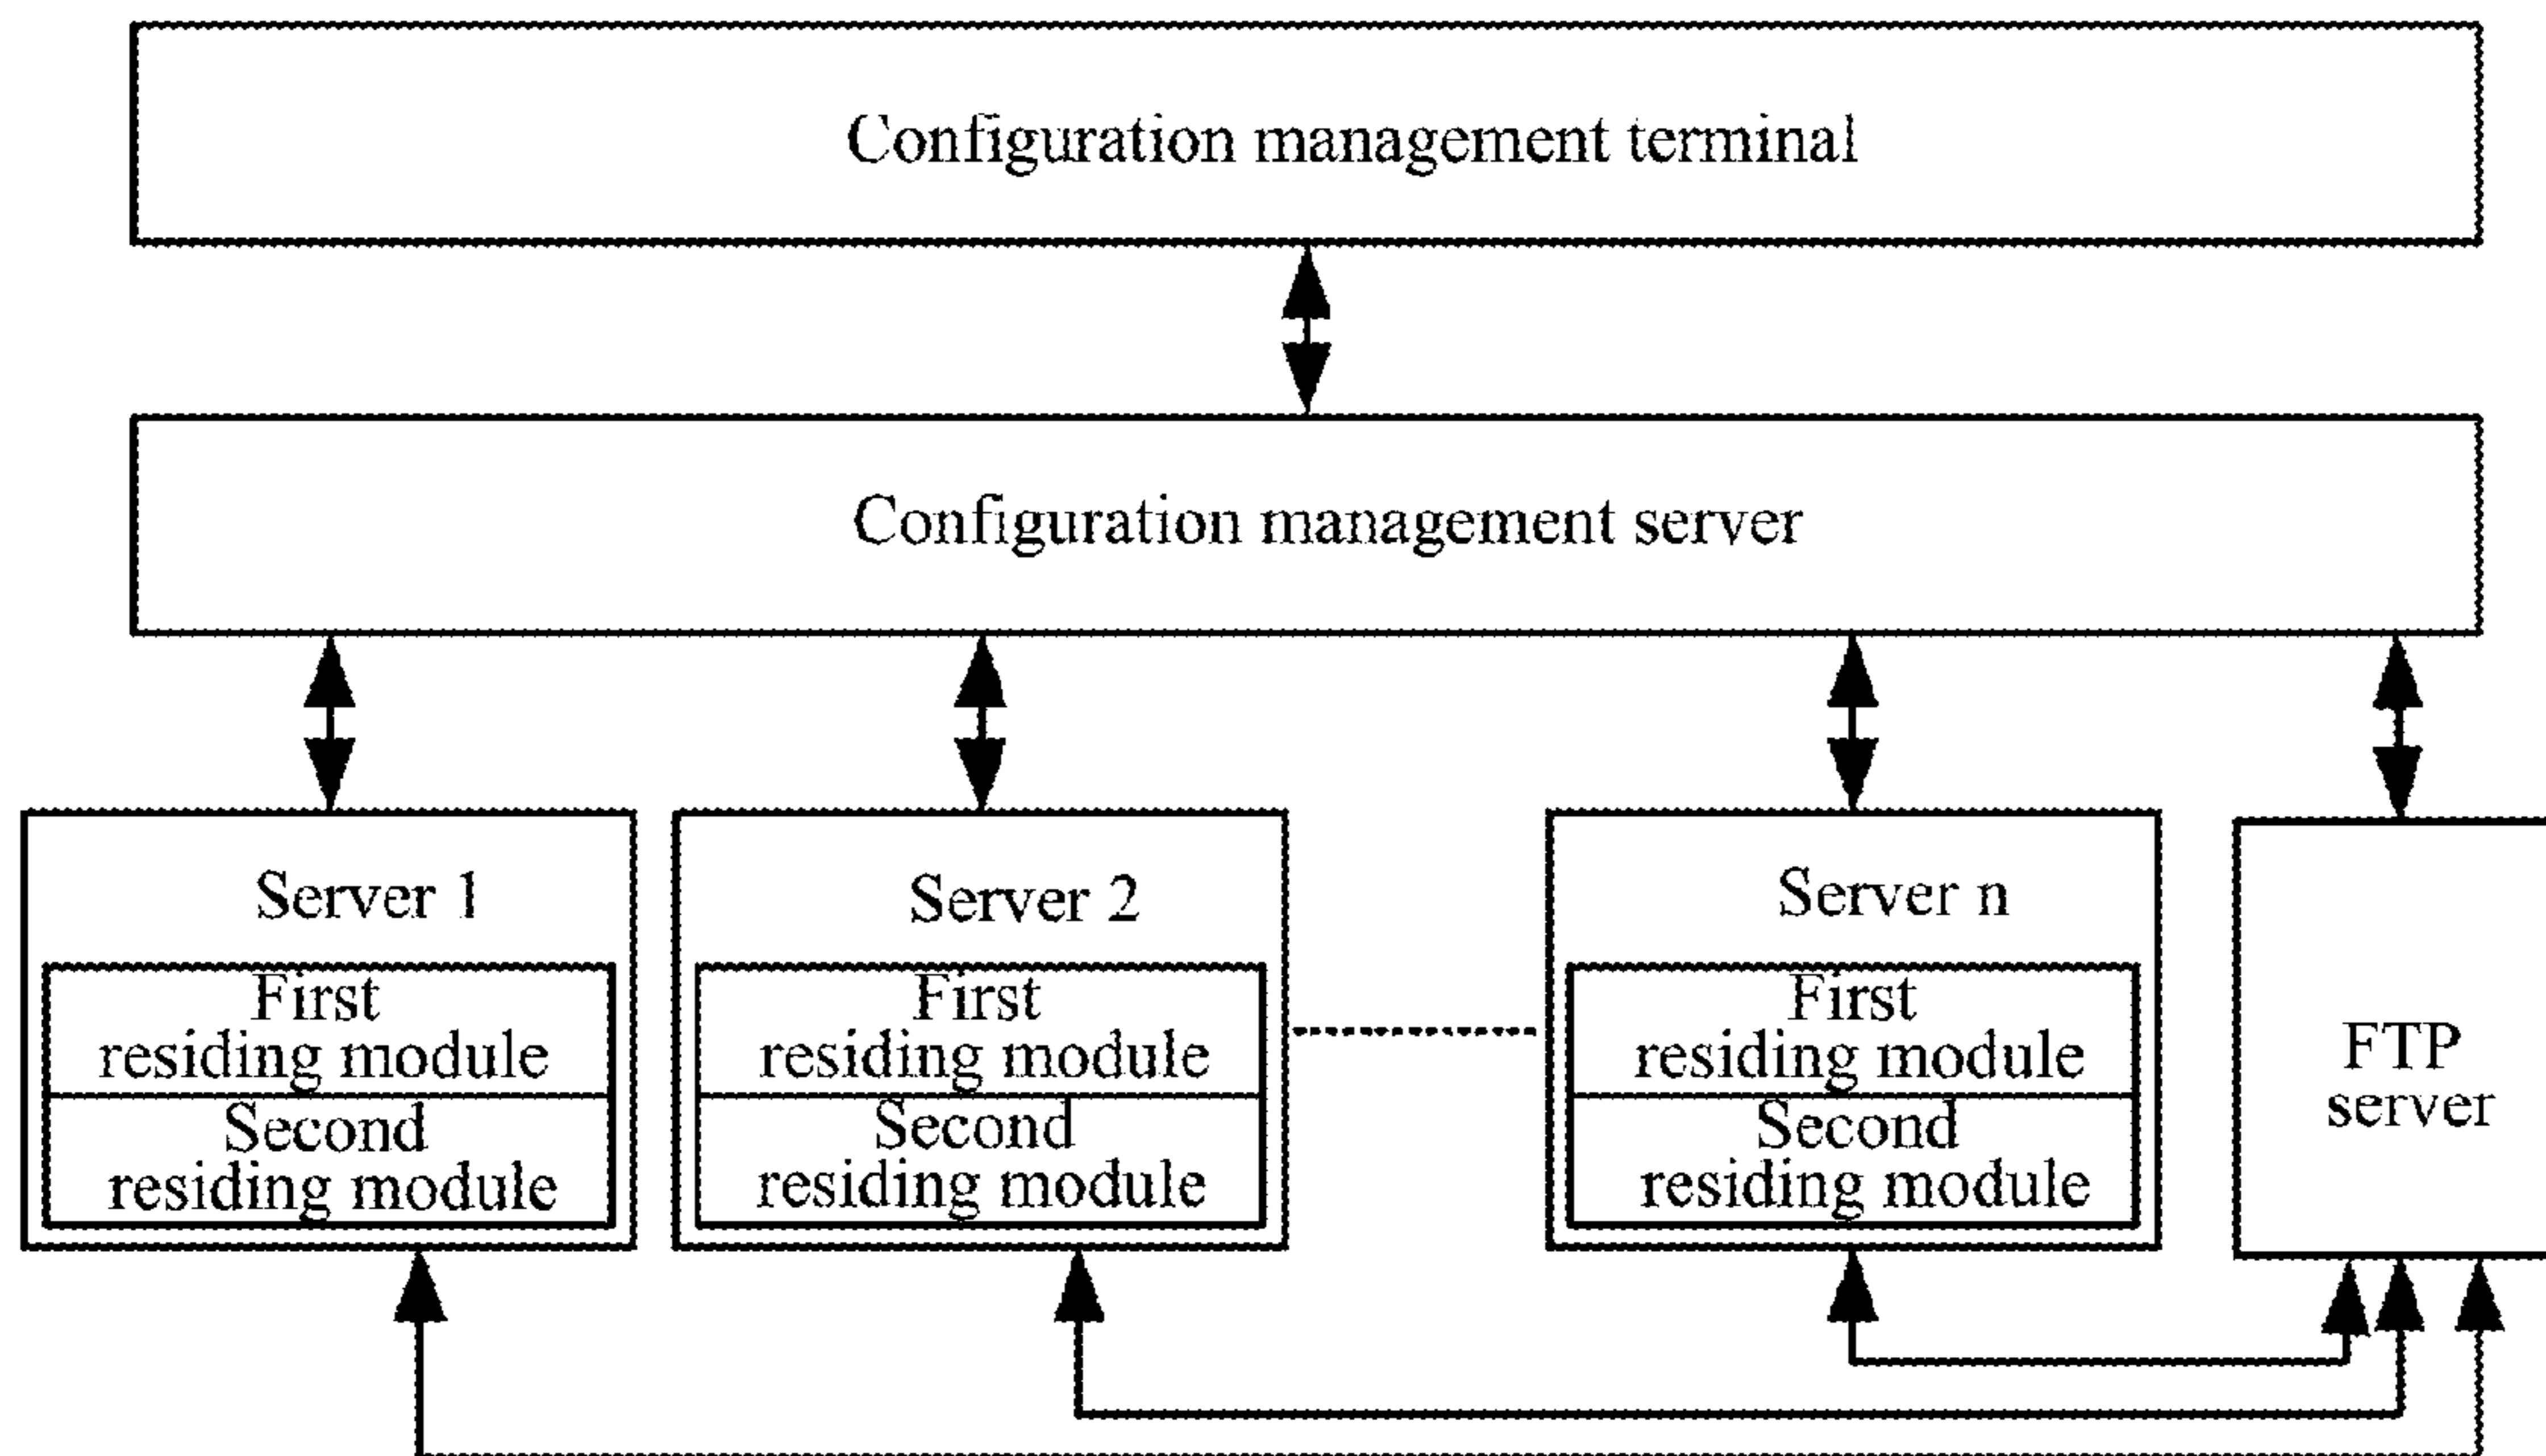 Configuration management terminal
Configuration management server
Server 1
First
residing module
Second
residing module
Server 2
First
residing module
Second
residing module
Server n
First
residing module
Second
residing module
FTP
server